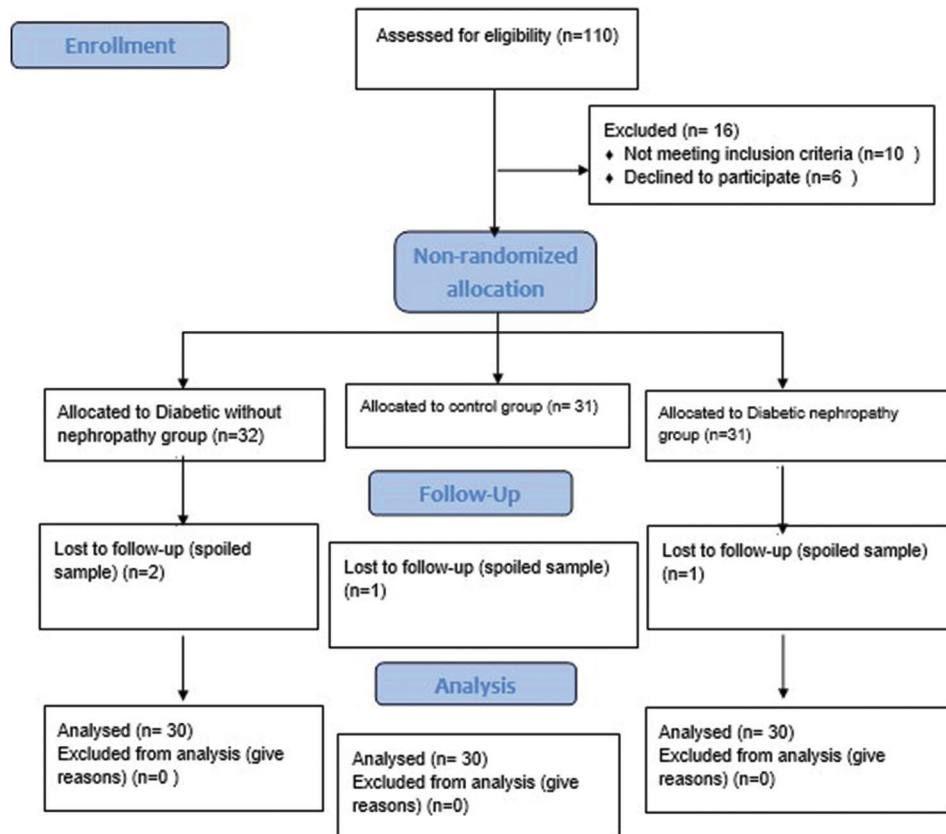 Enrollment
Assessed for eligibility (n=110)
Excluded (n= 16)
♦ Not meeting inclusion criteria (n=10 )
♦ Declined to participate (n=6 )
Non-randomized
allocation
Allocated to Diabetic without
nephropathy group (n=32)
Allocated to control group (n= 31)
Allocated to Diabetic nephropathy
group (n=31)
Follow-Up
Lost to follow-up (spoiled
sample) (n=2)
Lost to follow-up (spoiled sample)
(n=1)
Lost to follow-up (spoiled sample)
(n=1)
Analysis
Analysed (n= 30)
Excluded from analysis (give
reasons) (n=0 )
Analysed (n= 30)
Excluded from analysis (give
reasons) (n=0)
Analysed (n= 30)
Excluded from analysis (give
reasons) (n=0)